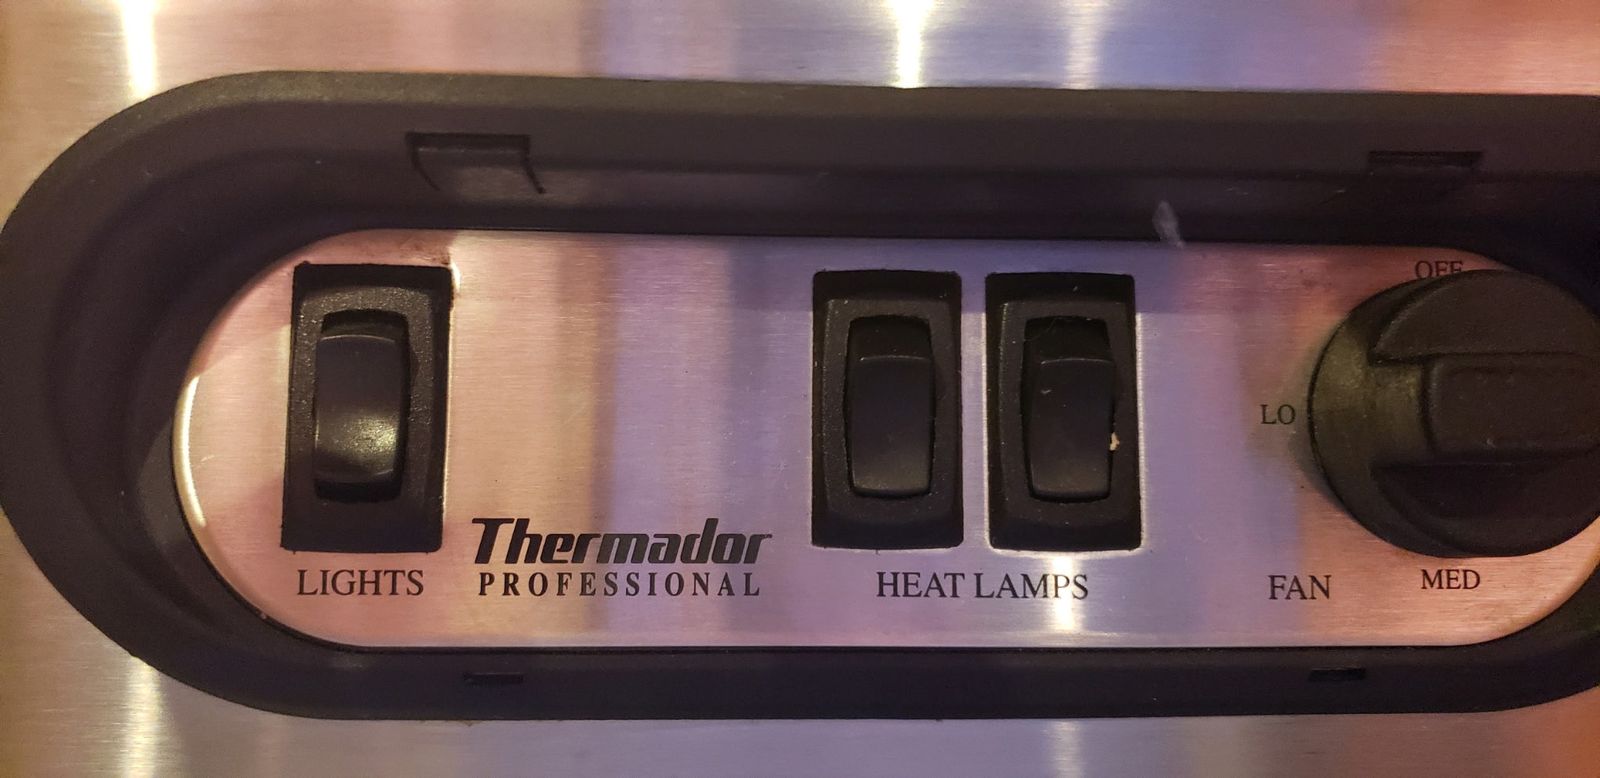 OFF
LO
Thermador
PROFESSIONAL
LIGHTS
HEAT LAMPS
FAN
MED